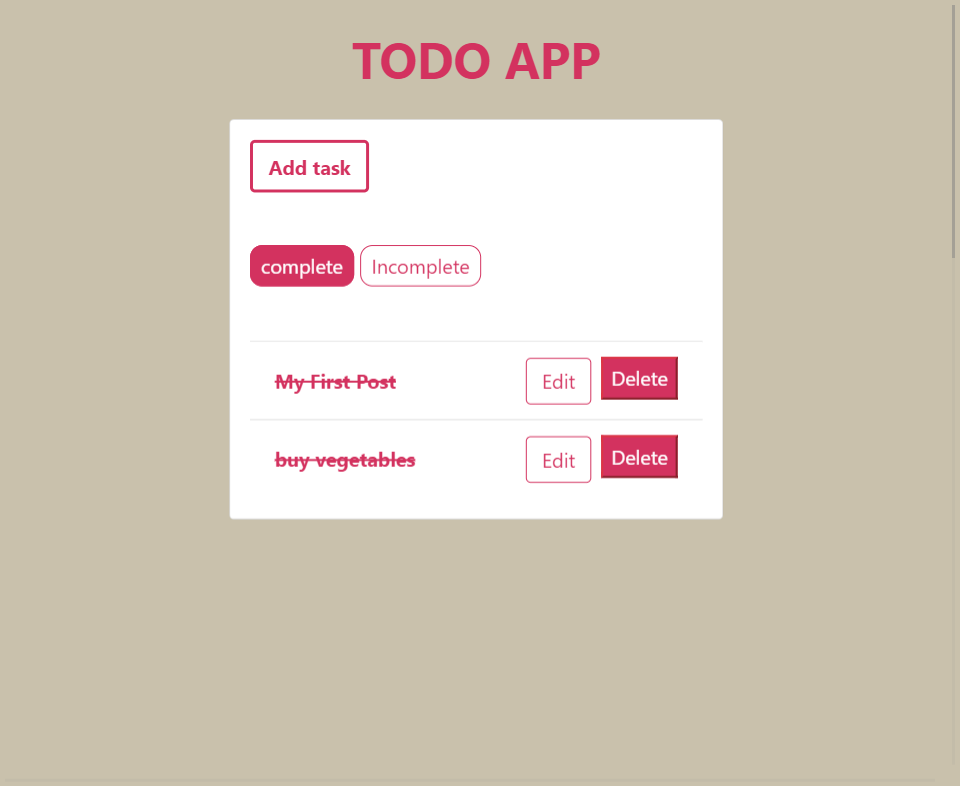 TODO APP
Add task
complete Incomplete
My First Post Edit Delete
buy vegetables Edit Delete